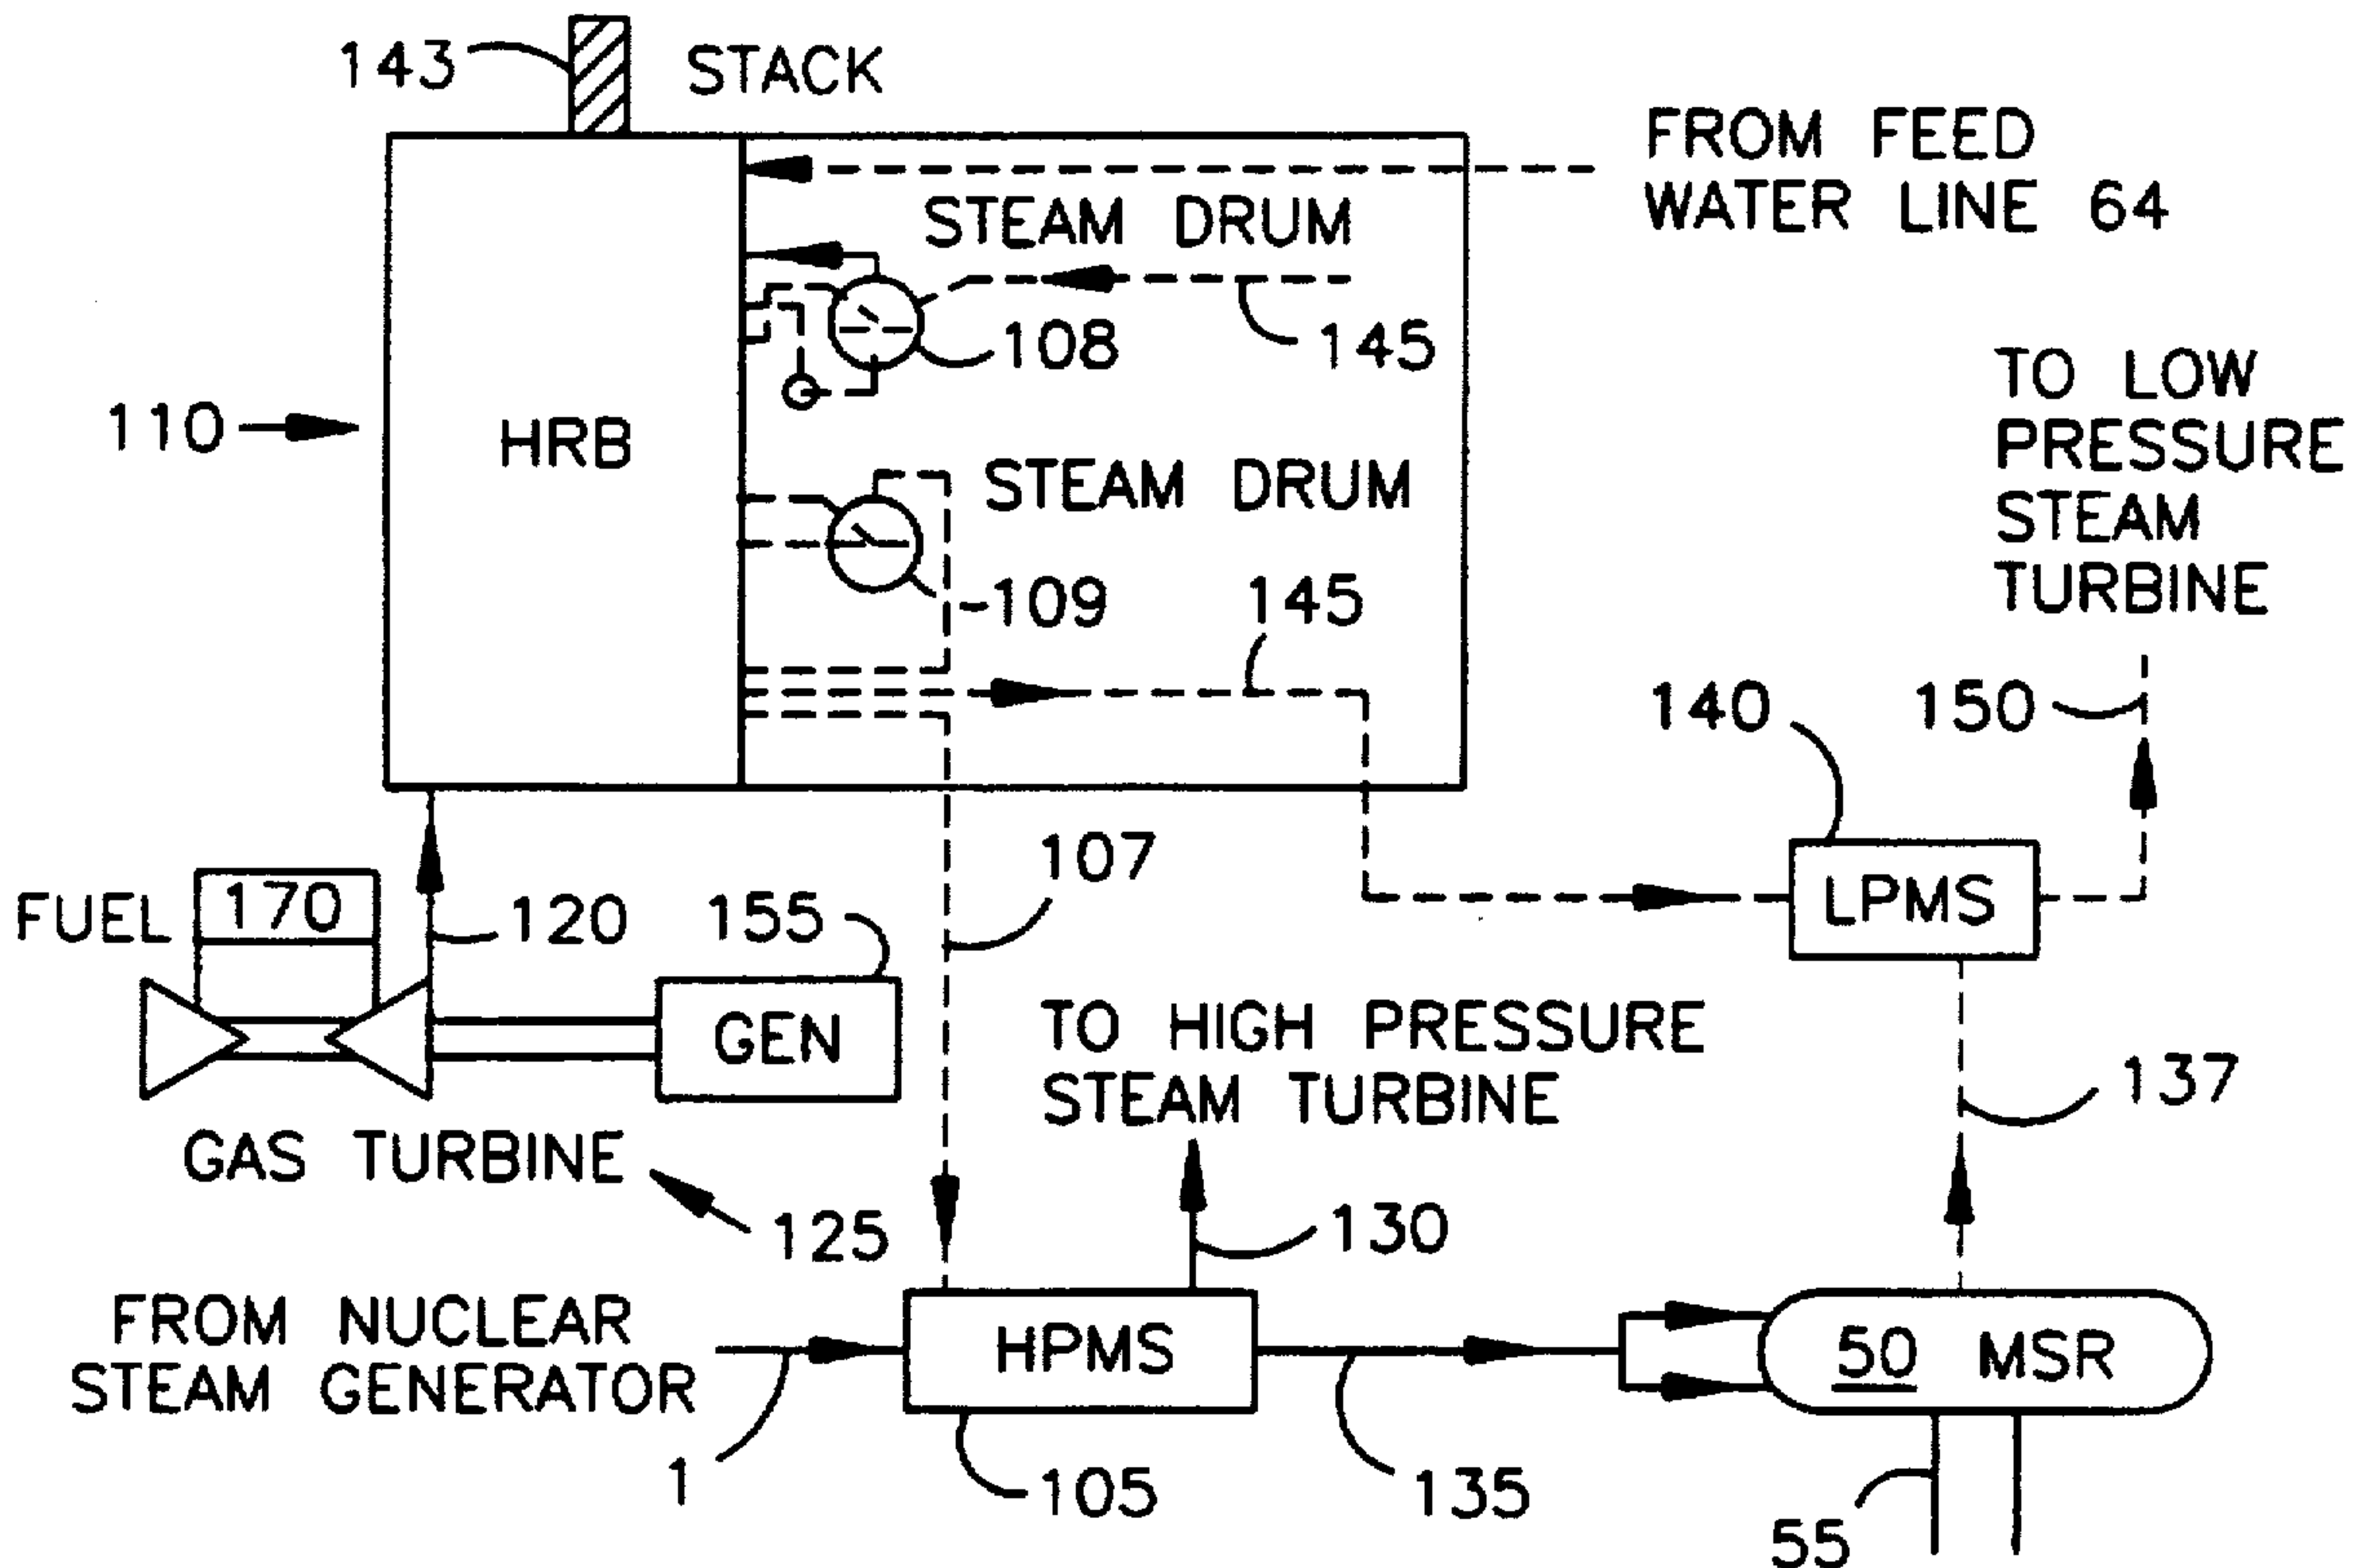 143
STACK
FROM FEED
WATER LINE 64
STEAM DRUM
108
145
110
HRB
STEAM DRUM
109
145
TO LOW
PRESSURE
STEAM
TURBINE
140
150
LPMS
107
FUEL
170
120
155
GEN
GAS TURBINE
125
TO HIGH PRESSURE
STEAM TURBINE
130
137
FROM NUCLEAR
STEAM GENERATOR
1
HPMS
105
135
50 MSR
55